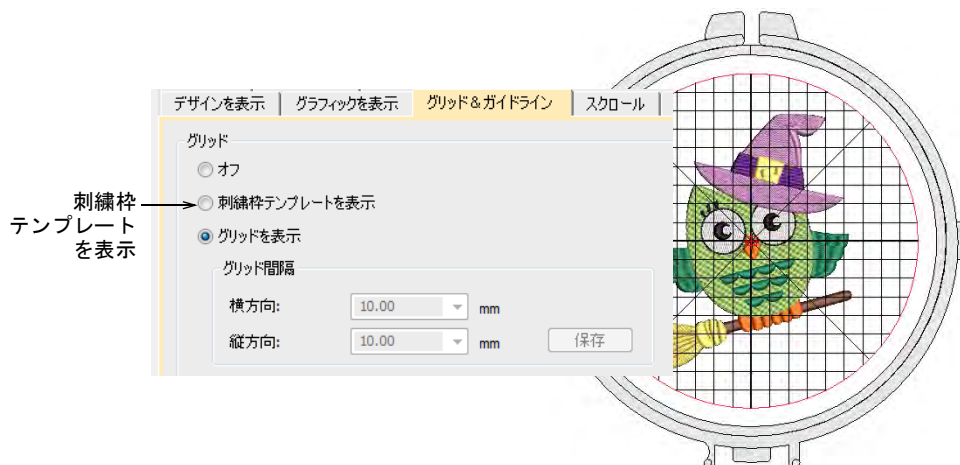 デザインを表示 グラフィックを表示 グリッド&ガイドライン スクロール
グリッド
オフ
刺繍枠テンプレートを表示
グリッドを表示
グリッド間隔
横方向: 10.00 mm
縦方向: 10.00 mm 保存
刺繍枠
テンプレート
を表示